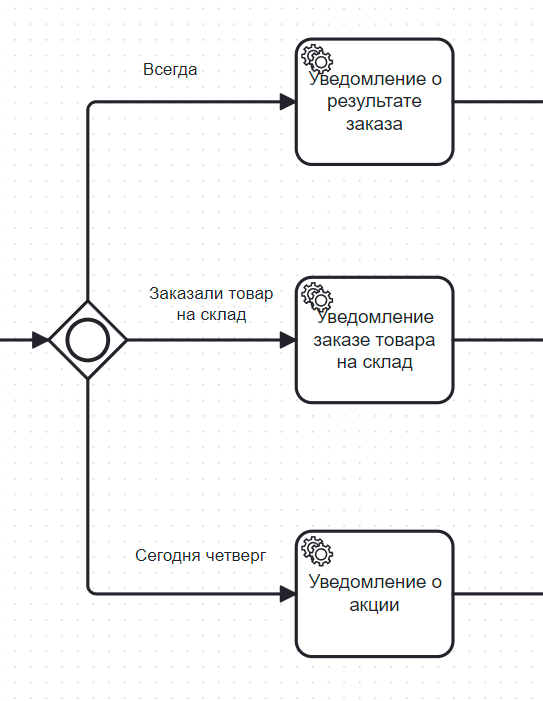 Всегда
Уведомление о
результате
заказа
Заказали товар
на склад
Уведомление
заказе товара
на склад
Сегодня четверг
Уведомление о
акции